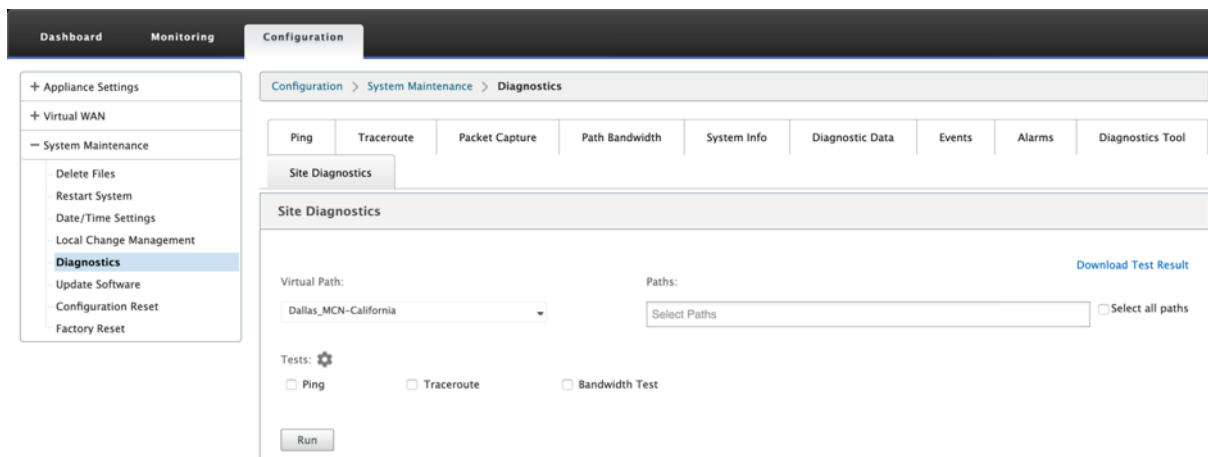 Dashboard Monitoring Configuration
+ Appliance Settings
+ Virtual WAN
− System Maintenance
Delete Files
Restart System
Date/Time Settings
Local Change Management
Diagnostics
Update Software
Configuration Reset
Factory Reset
Configuration > System Maintenance > Diagnostics
Ping Traceroute Packet Capture Path Bandwidth System Info Diagnostic Data Events Alarms Diagnostics Tool
Site Diagnostics
Site Diagnostics
Download Test Result
Virtual Path: Paths:
Dallas_MCN-California Select Paths Select all paths
Tests:
Ping Traceroute Bandwidth Test
Run